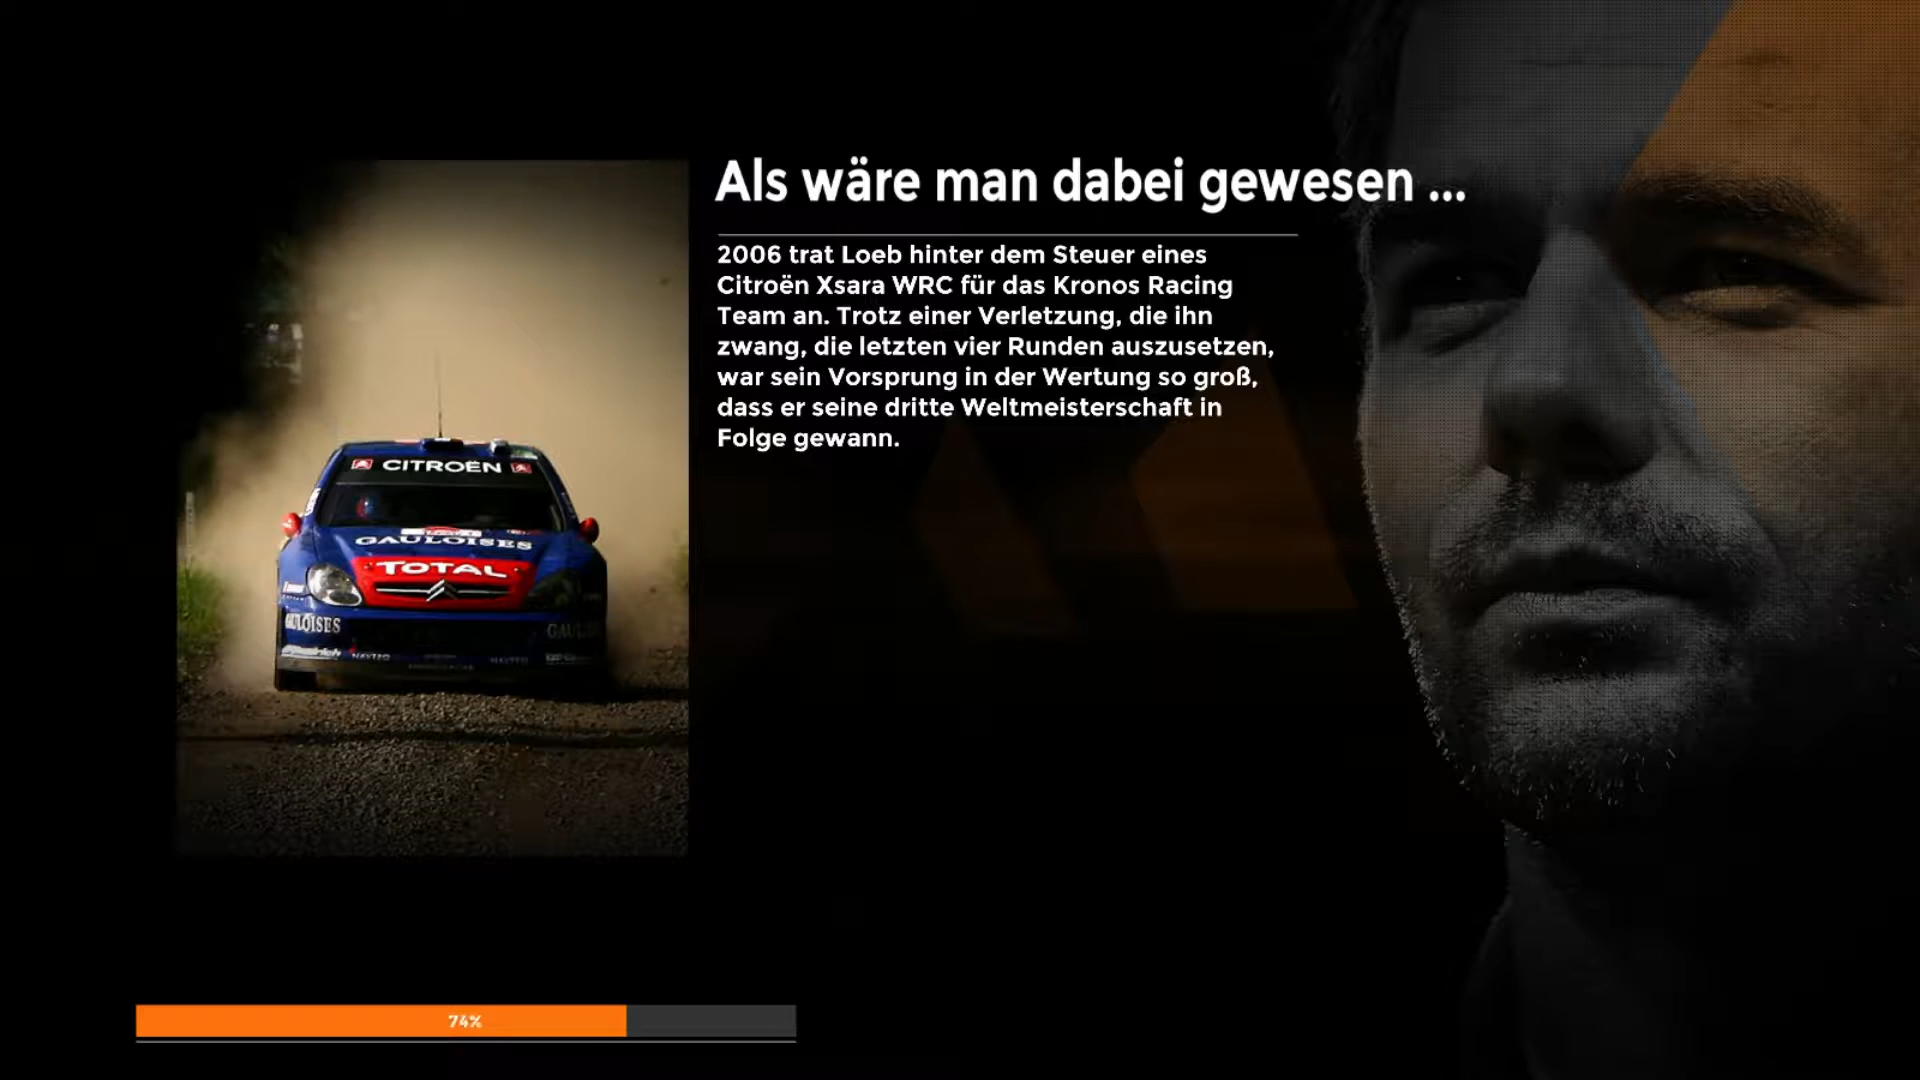 Als wäre man dabei gewesen ...
2006 trat Loeb hinter dem Steuer eines
Citroën Xsara WRC für das Kronos Racing
Team an. Trotz einer Verletzung, die ihn
zwang, die letzten vier Runden auszusetzen,
war sein Vorsprung in der Wertung so groß,
dass er seine dritte Weltmeisterschaft in
Folge gewann.
CITROËN
GAULOISES
TOTAL
74%